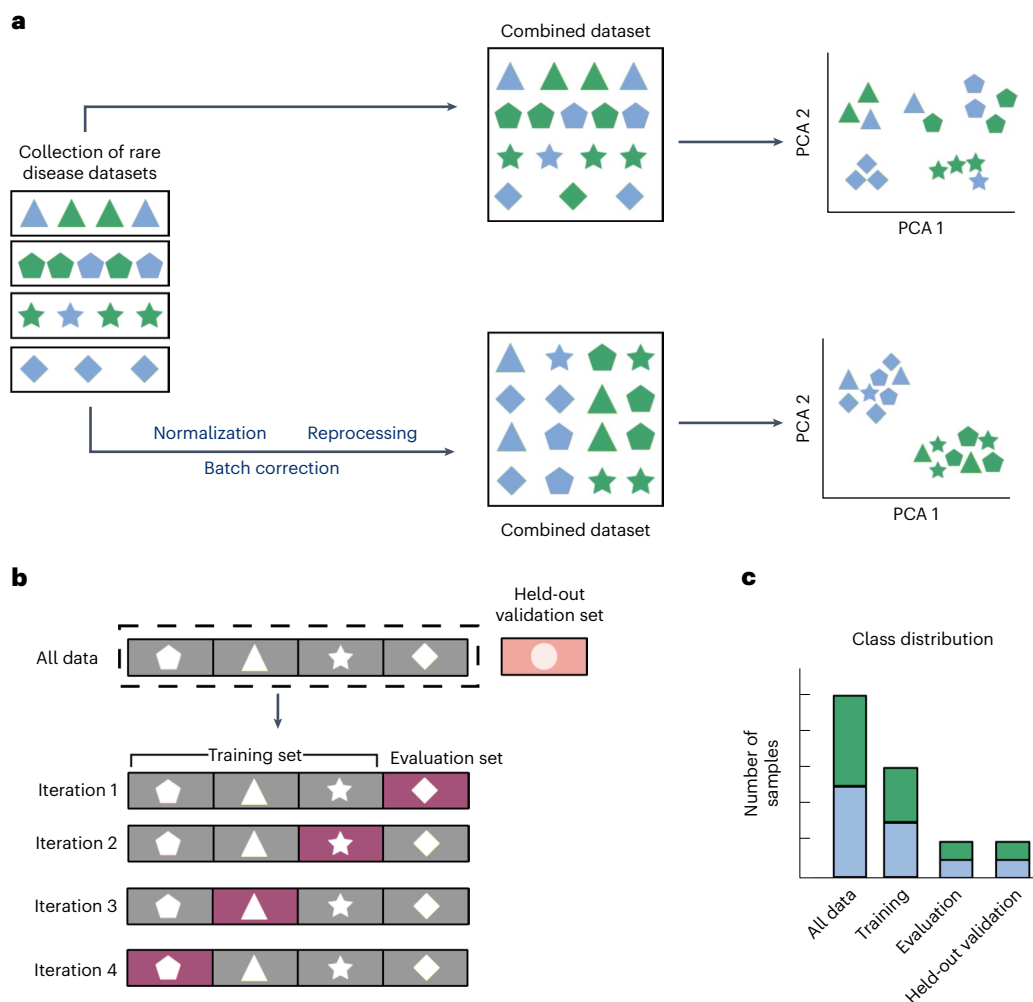 a
Combined dataset
Collection of rare
disease datasets
PCA 2
PCA 1
Normalization Reprocessing
Batch correction
Combined dataset
PCA 2
PCA 1
b
Held-out
validation set
All data
Training set
Evaluation set
Iteration 1
Iteration 2
Iteration 3
Iteration 4
c
Class distribution
Number of
samples
All data
Training
Evaluation
Held-out validation